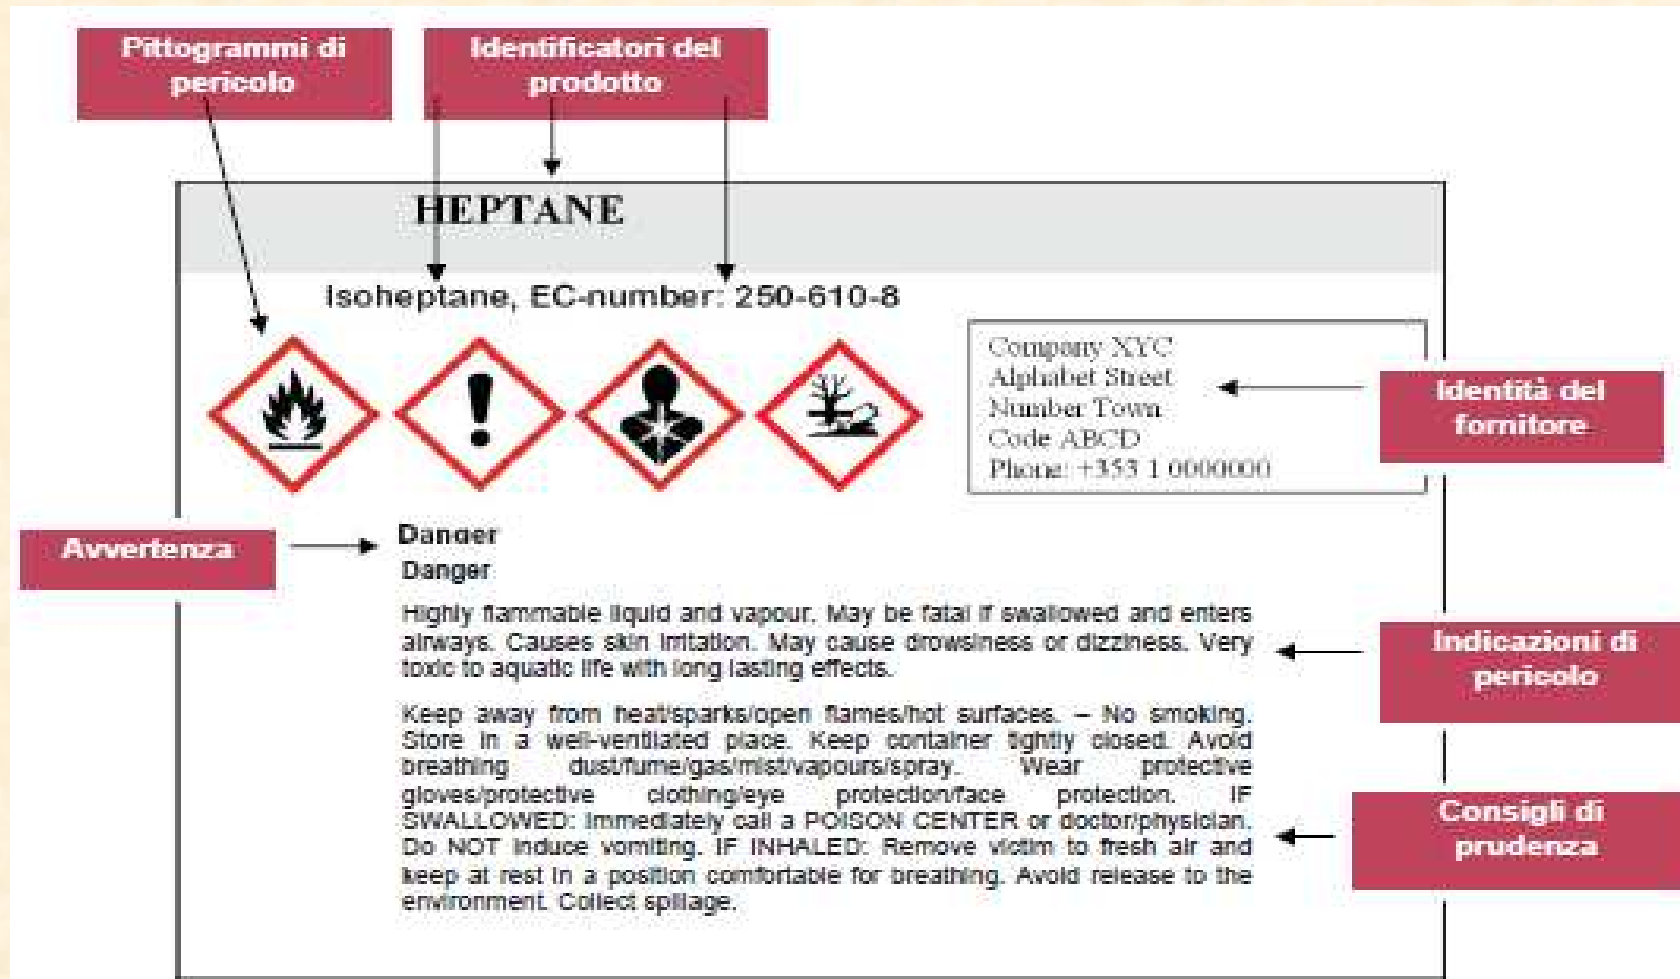 Pittogrammi di
pericolo
Identificatori del
prodotto
HEPTANE
Isoheptane, EC-number: 250-610-8
Company XYC
Alphabet Street
Number Town
Code ABCD
Phone: +353 1 0000000
Identità del
fornitore
Avvertenza
Danger
Danger
Highly flammable liquid and vapour. May be fatal if swallowed and enters
airways. Causes skin irritation. May cause drowsiness or dizziness. Very
toxic to aquatic life with long lasting effects.
Indicazioni di
pericolo
Keep away from heat/sparks/open flames/hot surfaces. – No smoking.
Store in a well-ventilated place. Keep container tightly closed. Avoid
breathing dust/fume/gas/mist/vapours/spray. Wear protective
gloves/protective clothing/eye protection/face protection. IF
SWALLOWED: Immediately call a POISON CENTER or doctor/physician.
Do NOT induce vomiting. IF INHALED: Remove victim to fresh air and
keep at rest in a position comfortable for breathing. Avoid release to the
environment. Collect spillage.
Consigli di
prudenza